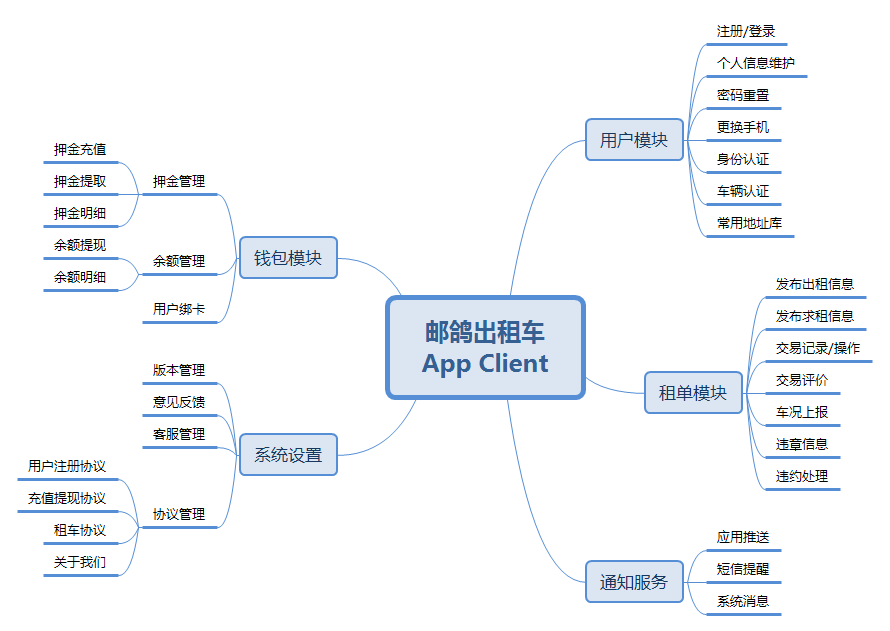 邮鸽出租车
App Client
用户模块
注册/登录
个人信息维护
密码重置
更换手机
身份认证
车辆认证
常用地址库
租单模块
发布出租信息
发布求租信息
交易记录/操作
交易评价
车况上报
违章信息
违约处理
通知服务
应用推送
短信提醒
系统消息
钱包模块
押金管理
押金充值
押金提取
押金明细
余额管理
余额提现
余额明细
用户绑卡
系统设置
版本管理
意见反馈
客服管理
协议管理
用户注册协议
充值提现协议
租车协议
关于我们